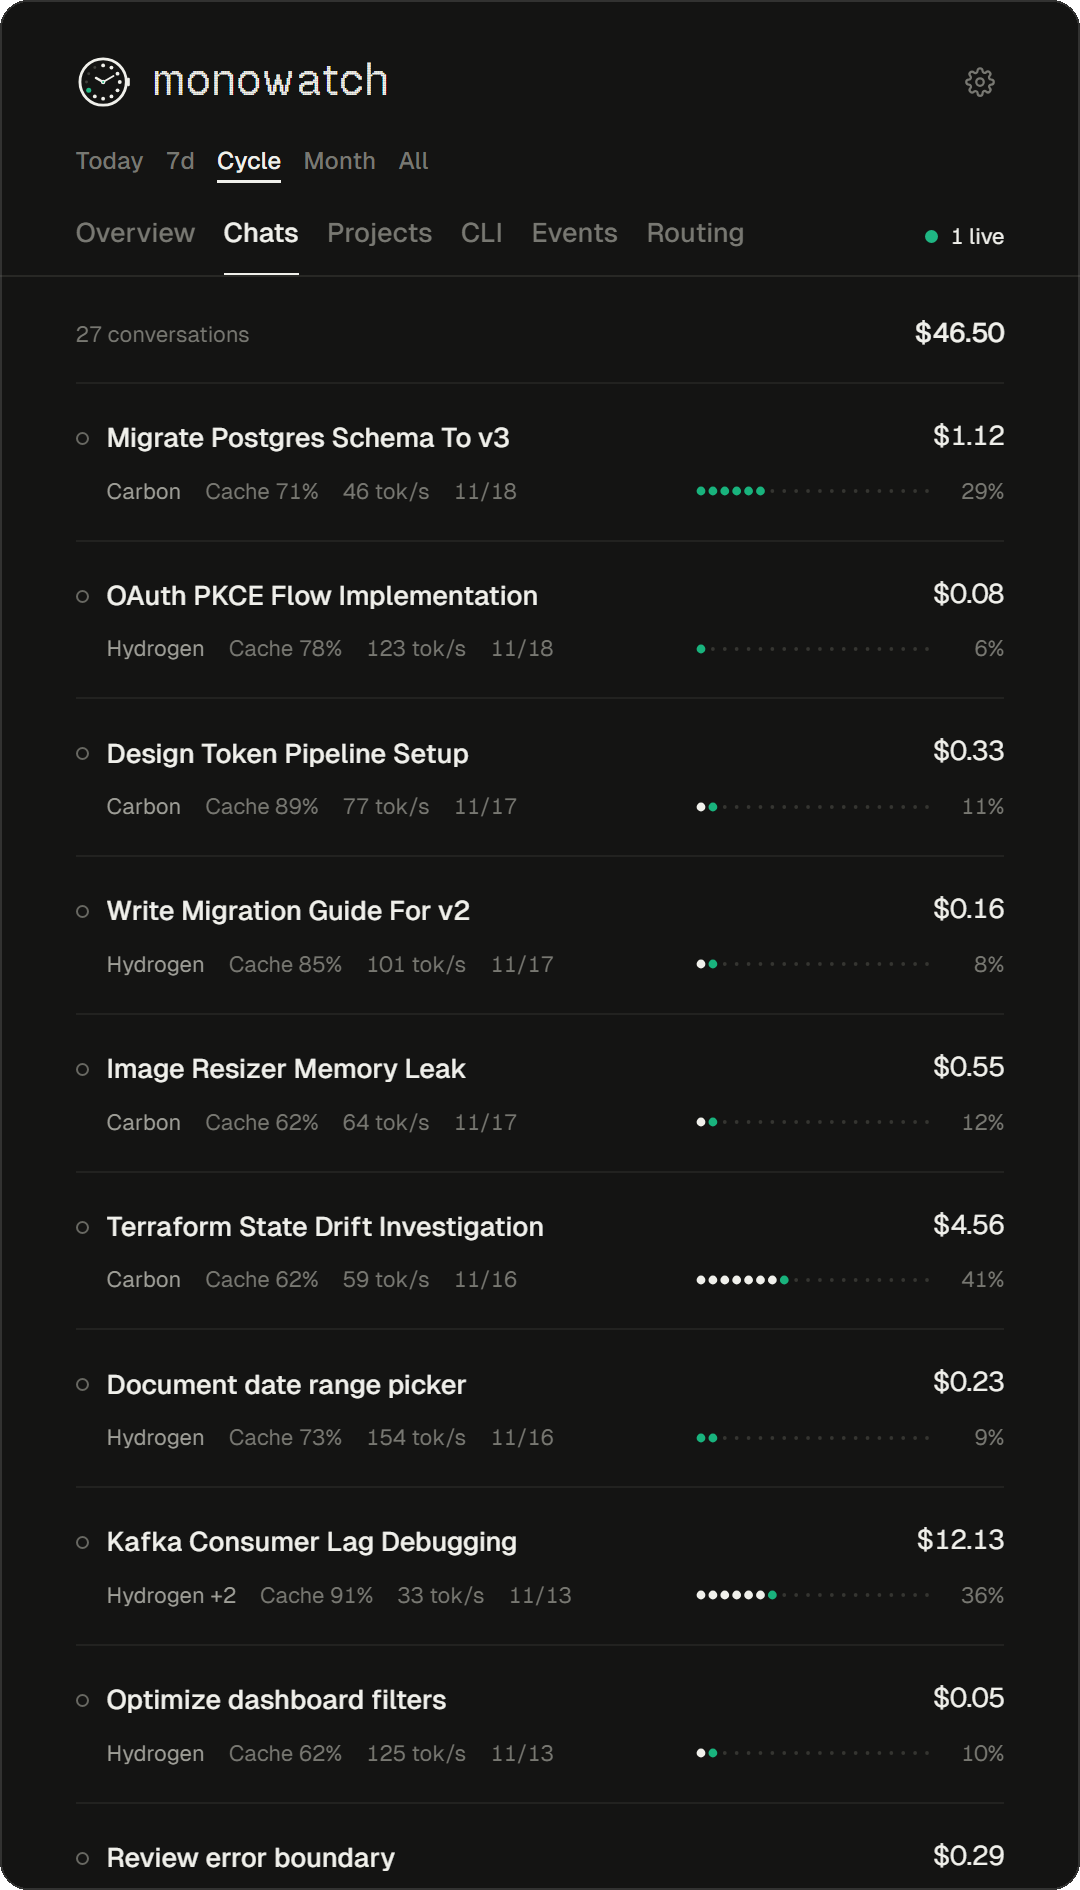 monowatch
Today 7d Cycle Month All
Overview Chats Projects CLI Events Routing 1 live
27 conversations $46.50
Migrate Postgres Schema To v3 $1.12
Carbon Cache 71% 46 tok/s 11/18 29%
OAuth PKCE Flow Implementation $0.08
Hydrogen Cache 78% 123 tok/s 11/18 6%
Design Token Pipeline Setup $0.33
Carbon Cache 89% 77 tok/s 11/17 11%
Write Migration Guide For v2 $0.16
Hydrogen Cache 85% 101 tok/s 11/17 8%
Image Resizer Memory Leak $0.55
Carbon Cache 62% 64 tok/s 11/17 12%
Terraform State Drift Investigation $4.56
Carbon Cache 62% 59 tok/s 11/16 41%
Document date range picker $0.23
Hydrogen Cache 73% 154 tok/s 11/16 9%
Kafka Consumer Lag Debugging $12.13
Hydrogen +2 Cache 91% 33 tok/s 11/13 36%
Optimize dashboard filters $0.05
Hydrogen Cache 62% 125 tok/s 11/13 10%
Review error boundary $0.29